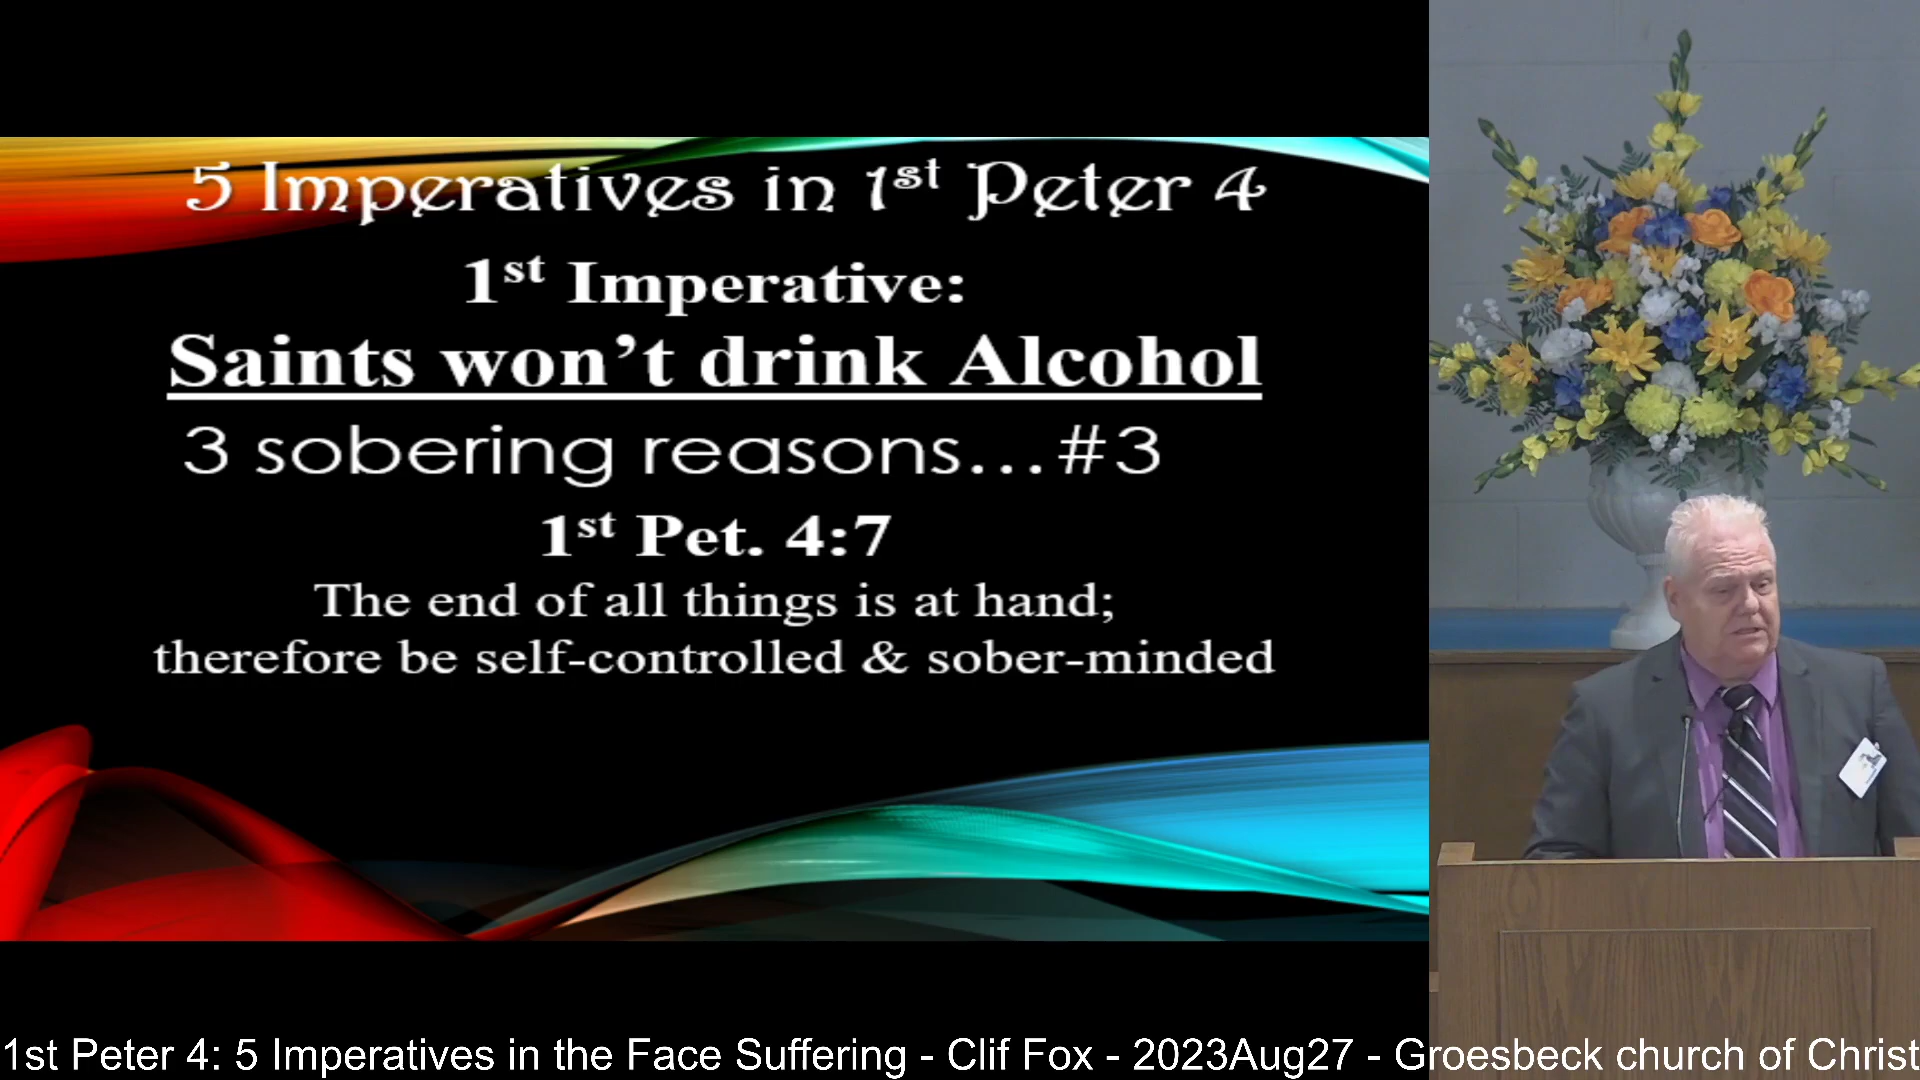 5 Imperatives in 1st Peter 4
1st Imperative:
Saints won't drink Alcohol
3 sobering reasons...#3
1st Pet. 4:7
The end of all things is at hand;
therefore be self-controlled & sober-minded
1st Peter 4: 5 Imperatives in the Face Suffering - Clif Fox - 2023Aug27 - Groesbeck church of Christ